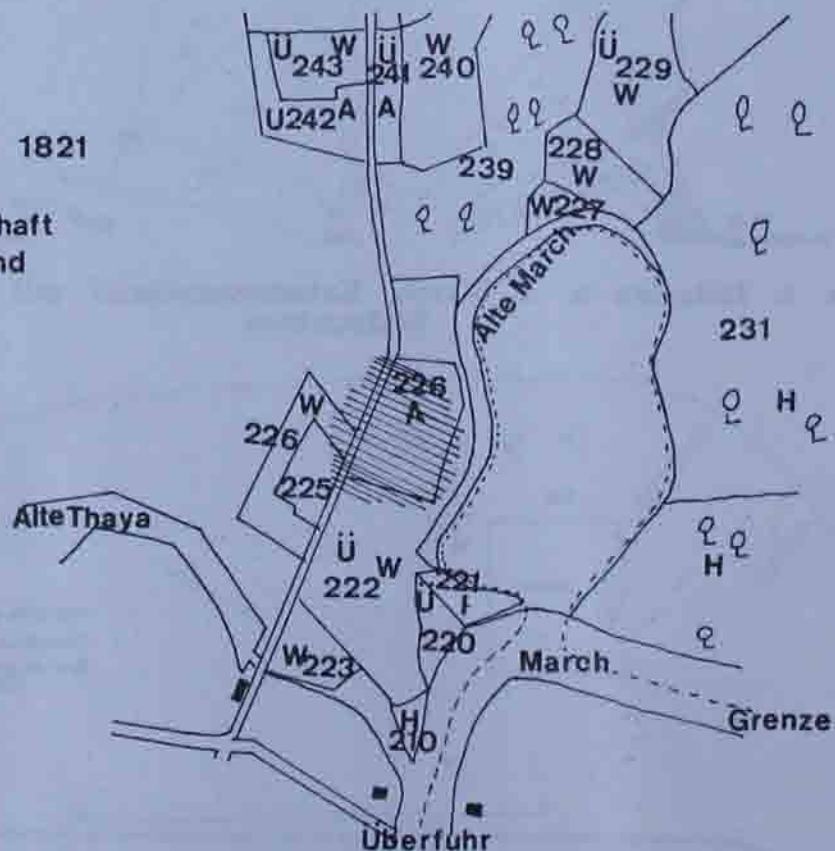 1821
haft
nd
Ü W Ü W Ü
243 241 240 229
W
U242 A A
239
228
W
W227
Alte March
231
H
226
A
W
226
225
Alte Thaya
Ü W
222
221
Ü I
220
H
W223
March
Grenze
H
210
Überfuhr